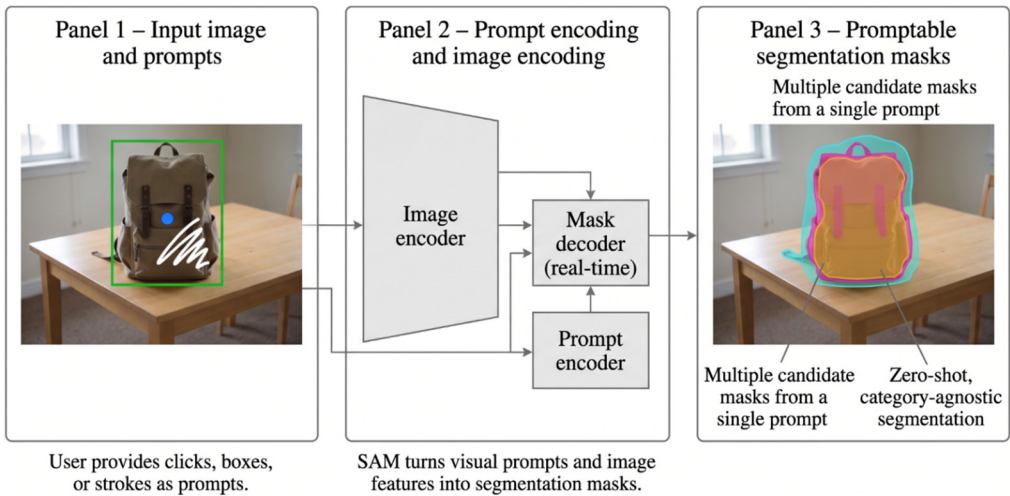 Panel 1 – Input image
and prompts
Panel 2 – Prompt encoding
and image encoding
Image
encoder
Mask
decoder
(real-time)
Prompt
encoder
Panel 3 – Promptable
segmentation masks
Multiple candidate masks
from a single prompt
Multiple candidate
masks from a
single prompt
Zero-shot,
category-agnostic
segmentation
User provides clicks, boxes,
or strokes as prompts.
SAM turns visual prompts and image
features into segmentation masks.